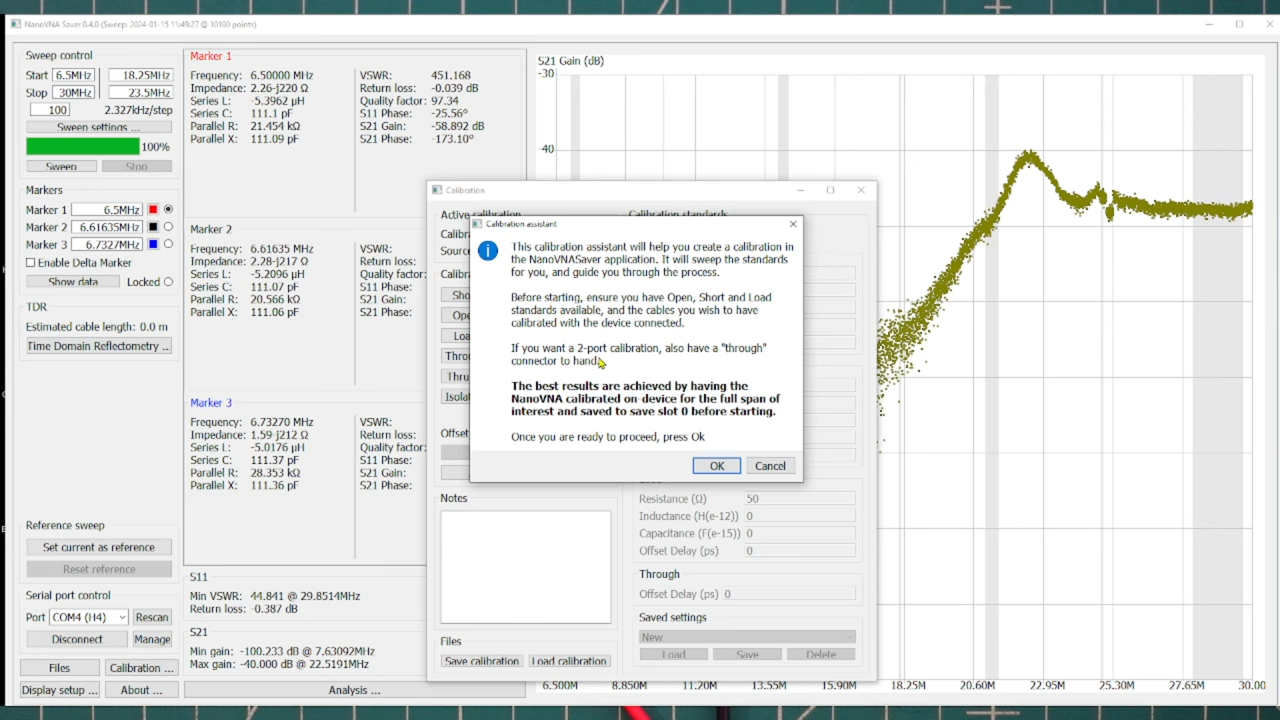 NanoVNA Saver 0.4.0 (Sweep: 2024-01-15 11:49:27 @ 10100 points)
Sweep control
Start 6.5MHz 18.25MHz
Stop 30MHz 23.5MHz
100 2.327kHz/step
Sweep settings ...
100%
Sweep Stop
Markers
Marker 1 6.5MHz
Marker 2 6.61635MHz
Marker 3 6.7327MHz
Enable Delta Marker
Show data Locked
TDR
Estimated cable length: 0.0 m
Time Domain Reflectometry ...
Reference sweep
Set current as reference
Reset reference
Serial port control
Port COM4 (H4) Rescan
Disconnect Manage
Files Calibration ...
Display setup ... About ...
Marker 1
Frequency: 6.50000 MHz VSWR: 451.168
Impedance: 2.26-j220 Ω Return loss: -0.039 dB
Series L: -5.3962 µH Quality factor: 97.34
Series C: 111.1 pF S11 Phase: -25.56°
Parallel R: 21.454 kΩ S21 Gain: -58.892 dB
Parallel X: 111.09 pF S21 Phase: -173.10°
Marker 2
Frequency: 6.61635 MHz VSWR:
Impedance: 2.28-j217 Ω Return loss:
Series L: -5.2096 µH Quality factor:
Series C: 111.07 pF S11 Phase:
Parallel R: 20.566 kΩ S21 Gain:
Parallel X: 111.06 pF S21 Phase:
Marker 3
Frequency: 6.73270 MHz VSWR:
Impedance: 1.59-j212 Ω Return loss:
Series L: -5.0176 µH Quality factor:
Series C: 111.37 pF S11 Phase:
Parallel R: 28.353 kΩ S21 Gain:
Parallel X: 111.36 pF S21 Phase:
S11
Min VSWR: 44.841 @ 29.8514MHz
Return loss: -0.387 dB
S21
Min gain: -100.233 dB @ 7.63092MHz
Max gain: -40.000 dB @ 22.5191MHz
Analysis ...
S21 Gain (dB)
-30
-40
6.500M 8.850M 11.20M 13.55M 15.90M 18.25M 20.60M 22.95M 25.30M 27.65M 30.00
Calibration
Active calibration Calibration standards
Calibra
Source
Calibra
Sho
Ope
Loa
Thro
Thru
Isolat
Offset
Calibration assistant
This calibration assistant will help you create a calibration in
the NanoVNASaver application. It will sweep the standards
for you, and guide you through the process.
Before starting, ensure you have Open, Short and Load
standards available, and the cables you wish to have
calibrated with the device connected.
If you want a 2-port calibration, also have a "through"
connector to hand.
The best results are achieved by having the
NanoVNA calibrated on-device for the full span of
interest and saved to save slot 0 before starting.
Once you are ready to proceed, press Ok
OK Cancel
Notes
Files
Save calibration Load calibration
Resistance (Ω) 50
Inductance (H(e-12)) 0
Capacitance (F(e-15)) 0
Offset Delay (ps) 0
Through
Offset Delay (ps) 0
Saved settings
New
Load Save Delete